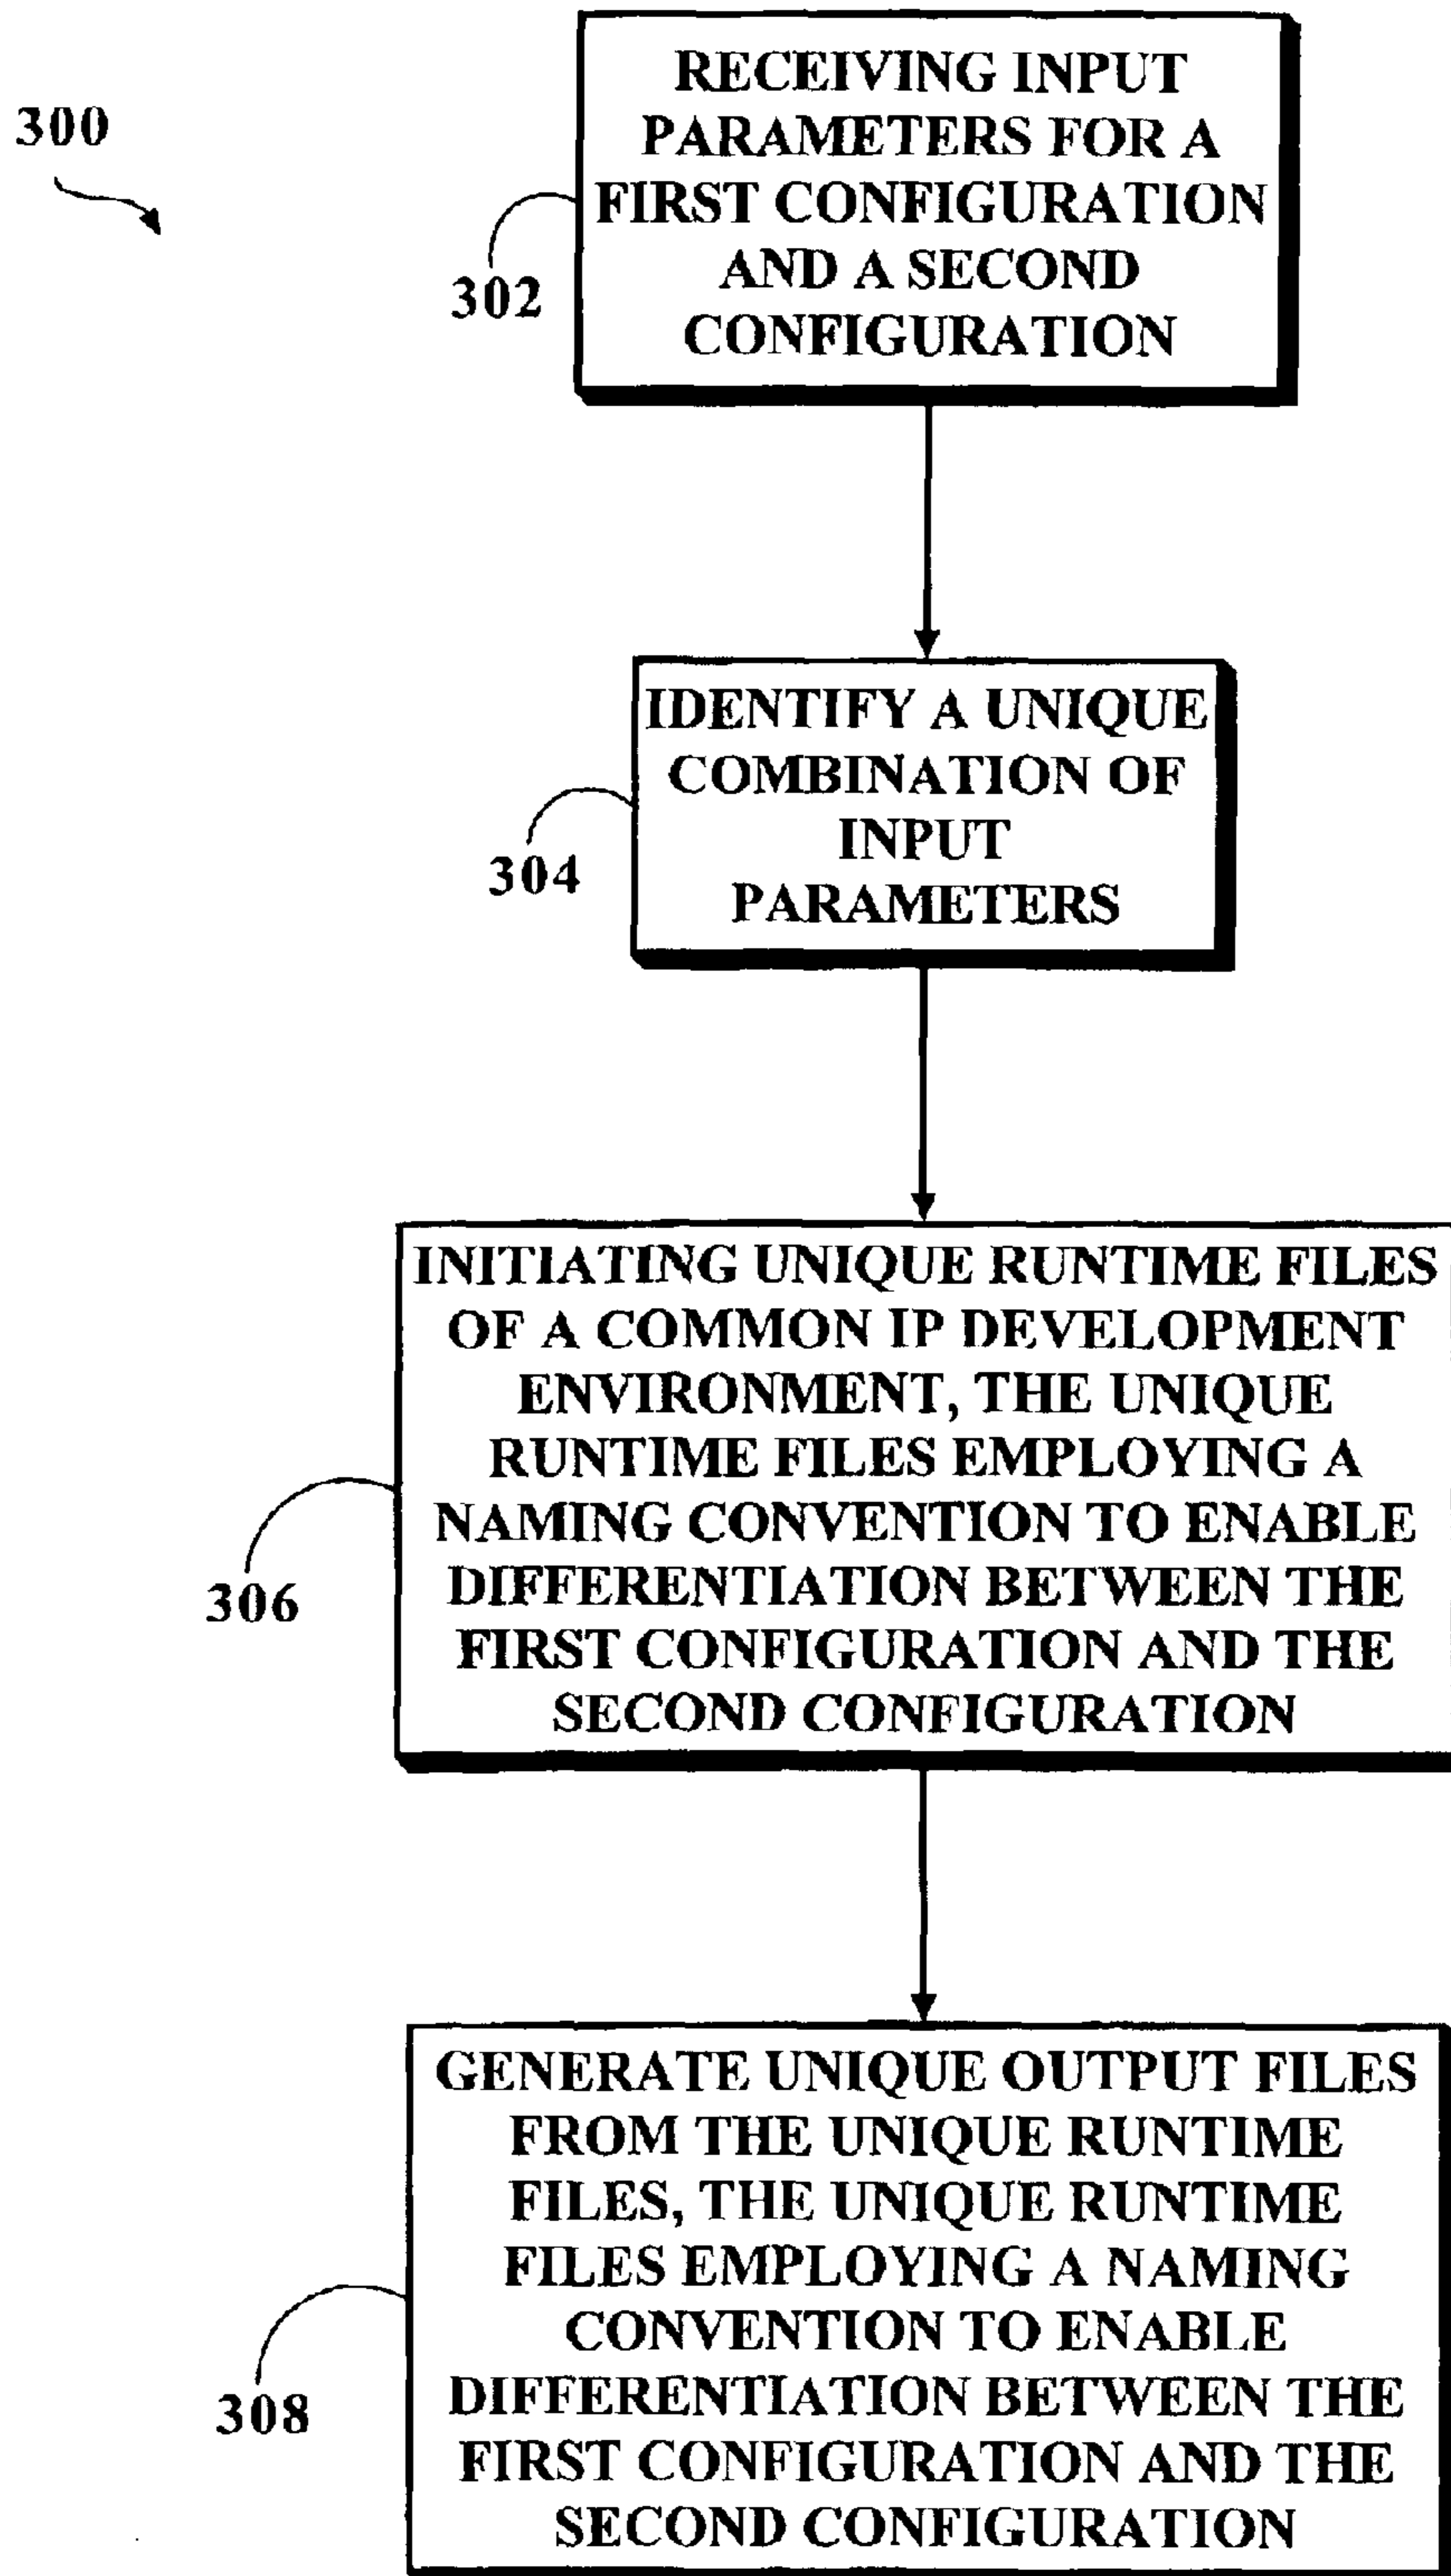 300
RECEIVING INPUT
PARAMETERS FOR A
FIRST CONFIGURATION
AND A SECOND
CONFIGURATION
302
IDENTIFY A UNIQUE
COMBINATION OF
INPUT
PARAMETERS
304
INITIATING UNIQUE RUNTIME FILES
OF A COMMON IP DEVELOPMENT
ENVIRONMENT, THE UNIQUE
RUNTIME FILES EMPLOYING A
NAMING CONVENTION TO ENABLE
DIFFERENTIATION BETWEEN THE
FIRST CONFIGURATION AND THE
SECOND CONFIGURATION
306
GENERATE UNIQUE OUTPUT FILES
FROM THE UNIQUE RUNTIME
FILES, THE UNIQUE RUNTIME
FILES EMPLOYING A NAMING
CONVENTION TO ENABLE
DIFFERENTIATION BETWEEN THE
FIRST CONFIGURATION AND THE
SECOND CONFIGURATION
308